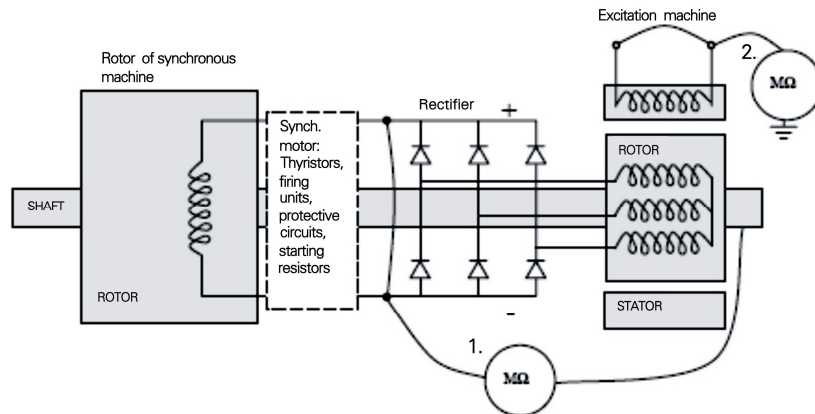 Excitation machine
Rotor of synchronous
machine
2.
MΩ
Rectifier
+
Synch.
motor:
Thyristors,
firing
units,
protective
circuits,
starting
resistors
ROTOR
SHAFT
ROTOR
STATOR
-
1.
MΩ